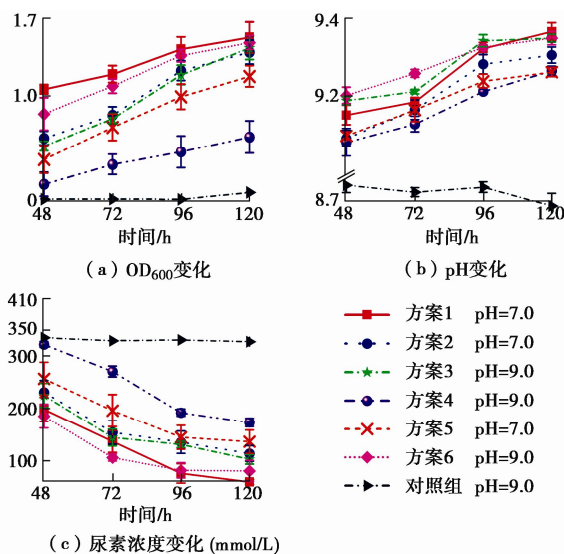 1.7
1.0
0
48 72 96 120
时间/h
(a) OD600变化
9.4
9.2
8.7
48 72 96 120
时间/h
(b) pH变化
410
350
300
200
100
48 72 96 120
时间/h
(c) 尿素浓度变化 (mmol/L)
方案1 pH=7.0
方案2 pH=7.0
方案3 pH=9.0
方案4 pH=9.0
方案5 pH=7.0
方案6 pH=9.0
对照组 pH=9.0